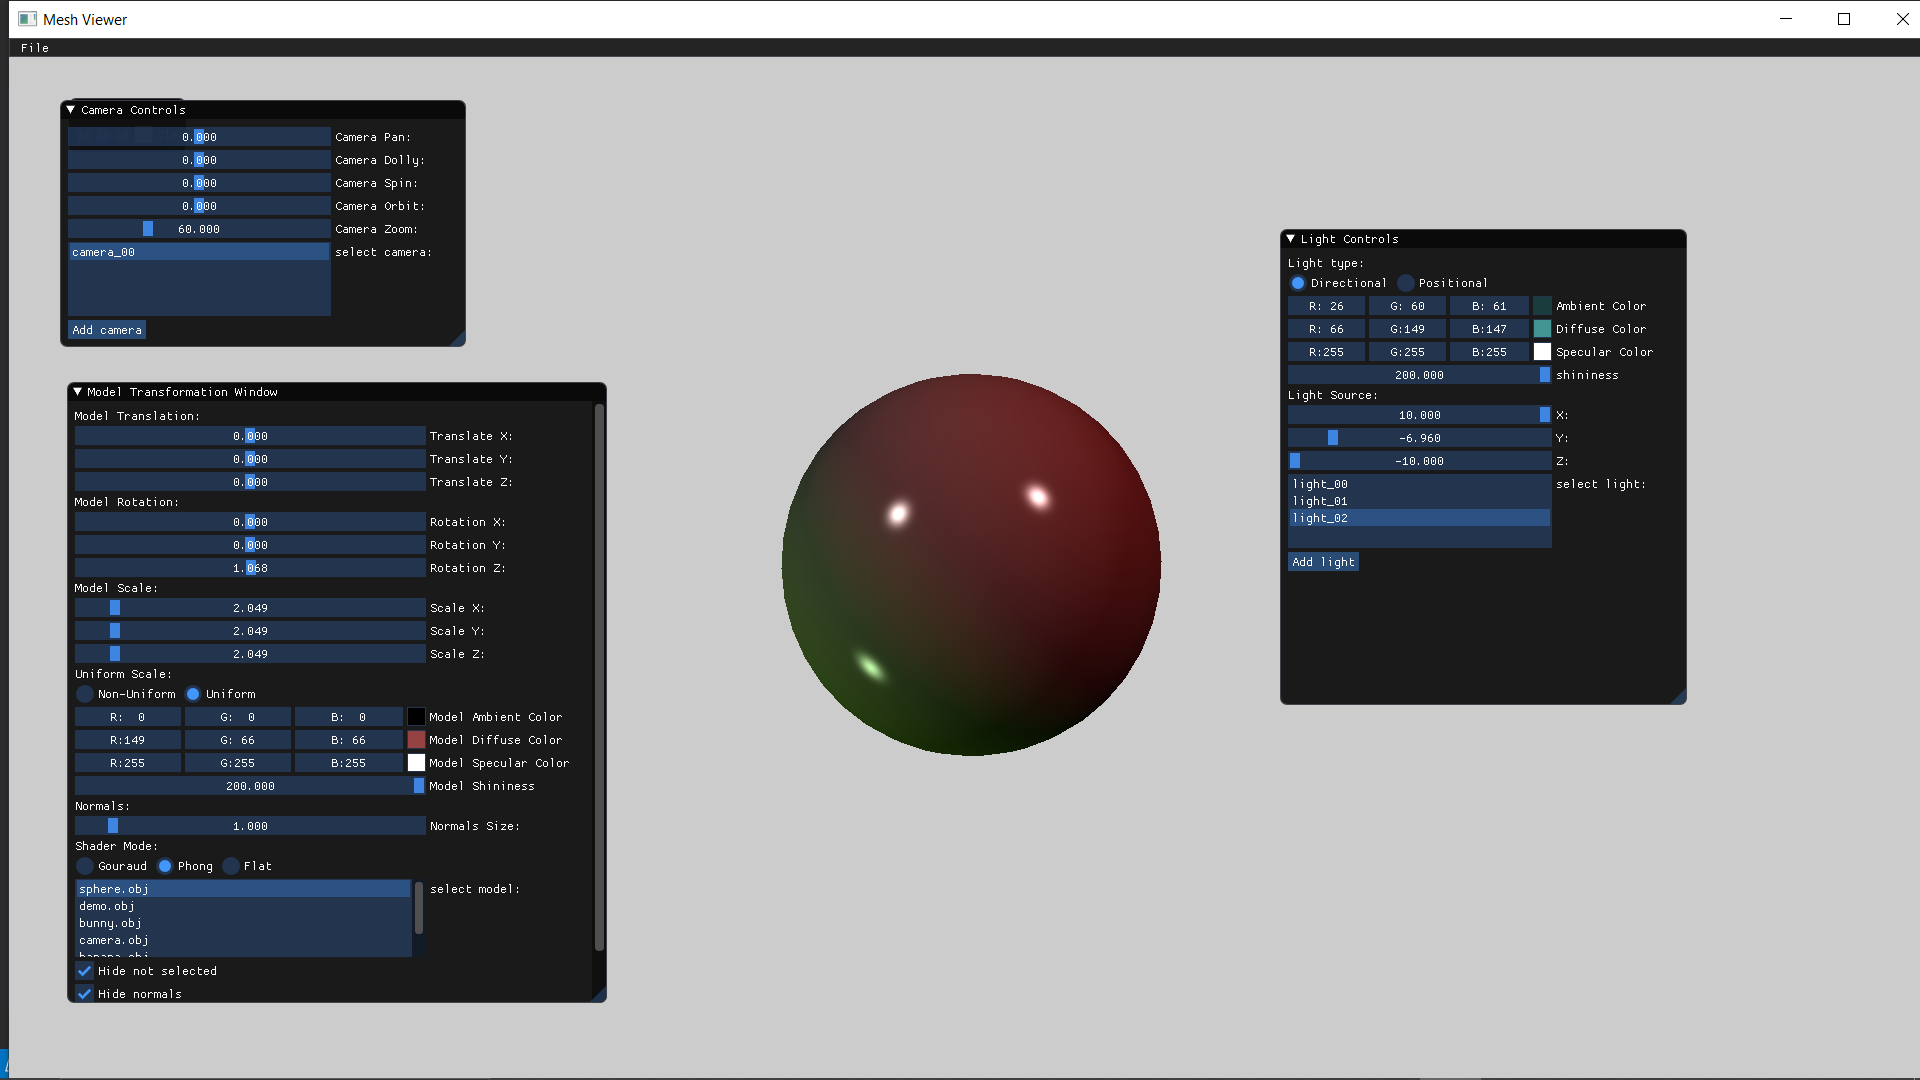 Mesh Viewer
File
Camera Controls
0.000 Camera Pan:
0.000 Camera Dolly:
0.000 Camera Spin:
0.000 Camera Orbit:
60.000 Camera Zoom:
camera_00 select camera:
Add camera
Model Transformation Window
Model Translation:
0.000 Translate X:
0.000 Translate Y:
0.000 Translate Z:
Model Rotation:
0.000 Rotation X:
0.000 Rotation Y:
1.068 Rotation Z:
Model Scale:
2.049 Scale X:
2.049 Scale Y:
2.049 Scale Z:
Uniform Scale:
Non-Uniform Uniform
R: 0 G: 0 B: 0 Model Ambient Color
R:149 G: 66 B: 66 Model Diffuse Color
R:255 G:255 B:255 Model Specular Color
200.000 Model Shininess
Normals:
1.000 Normals Size:
Shader Mode:
Gouraud Phong Flat
sphere.obj select model:
demo.obj
bunny.obj
camera.obj
banana.obj
Hide not selected
Hide normals
Light Controls
Light type:
Directional Positional
R: 26 G: 60 B: 61 Ambient Color
R: 66 G:149 B:147 Diffuse Color
R:255 G:255 B:255 Specular Color
200.000 shininess
Light Source:
10.000 X:
-6.960 Y:
-10.000 Z:
light_00 select light:
light_01
light_02
Add light